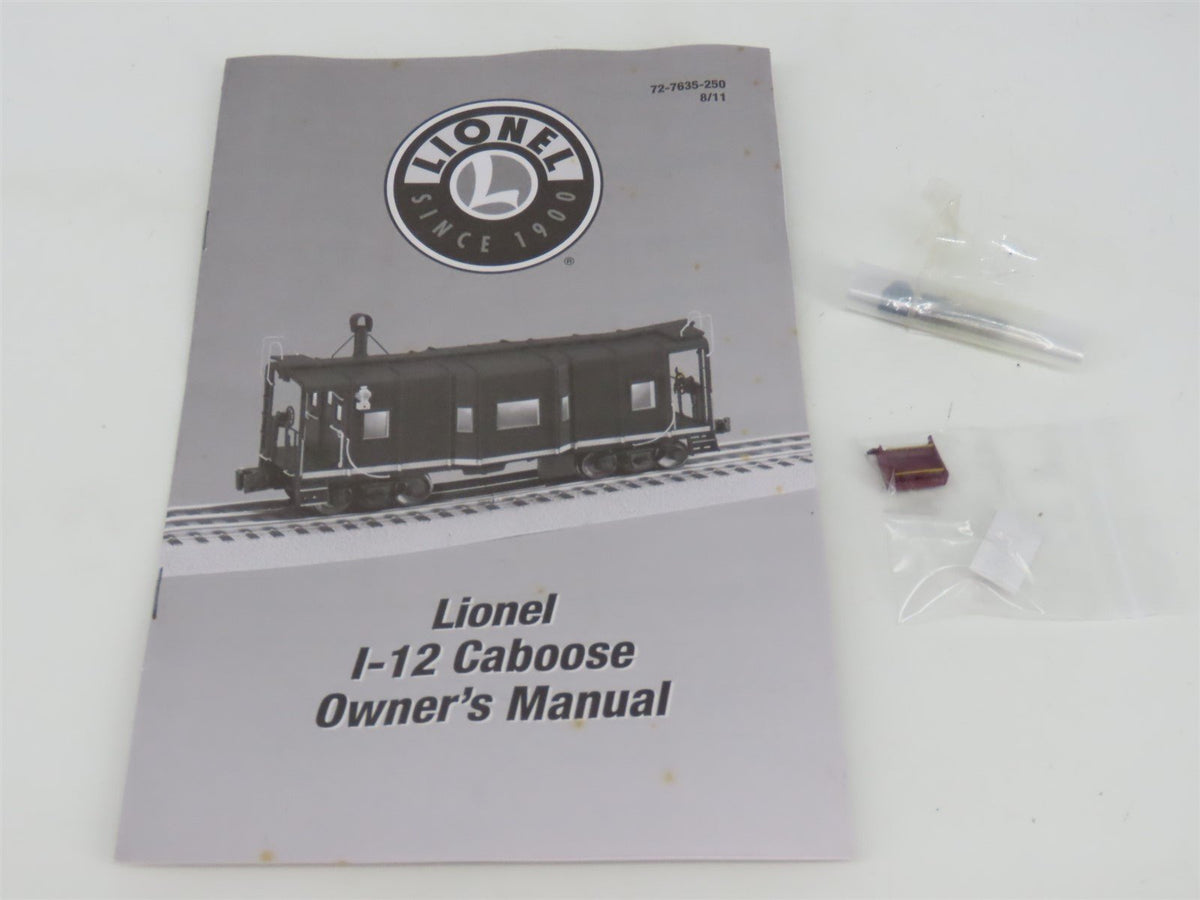 72-7635-250
8/11
LIONEL
L
SINCE 1900
®
Lionel
I-12 Caboose
Owner's Manual